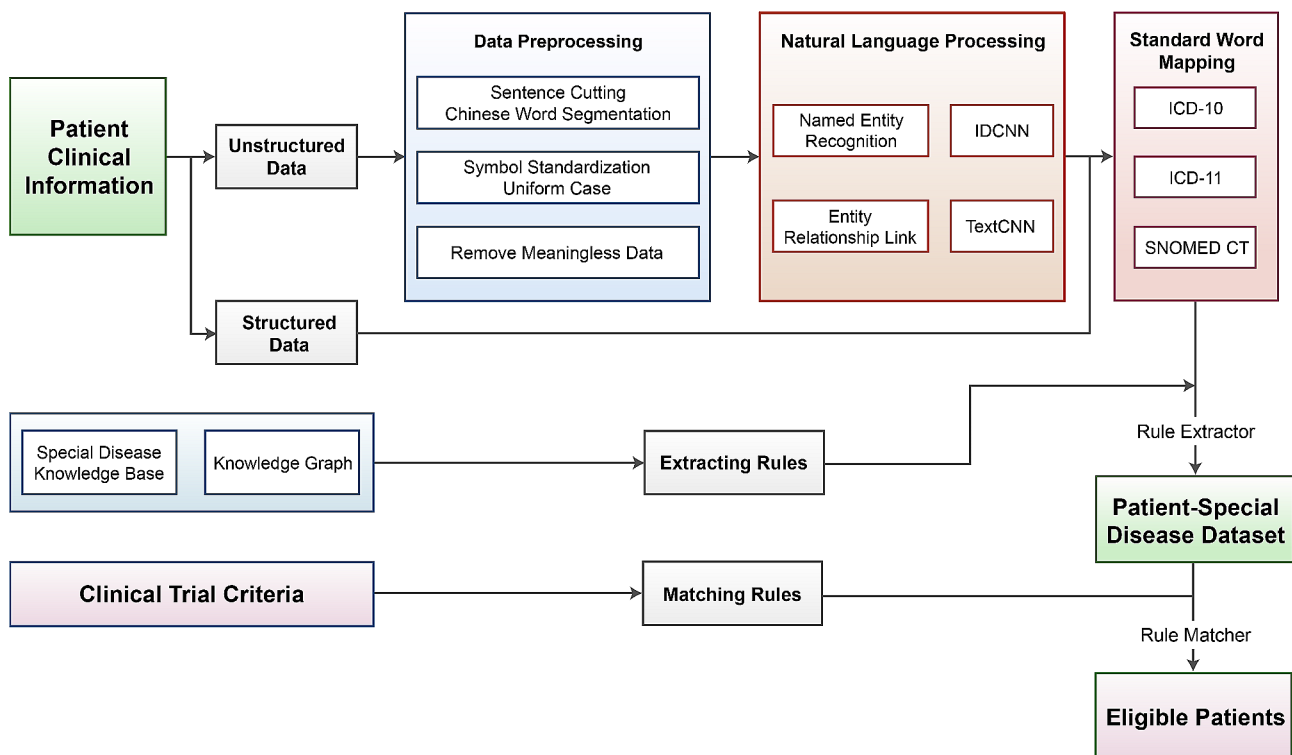 Data Preprocessing
Natural Language Processing
Standard Word
Mapping
Patient
Clinical
Information
Unstructured
Data
Sentence Cutting
Chinese Word Segmentation
Symbol Standardization
Uniform Case
Remove Meaningless Data
Named Entity
Recognition
IDCNN
Entity
Relationship Link
TextCNN
ICD-10
ICD-11
SNOMED CT
Structured
Data
Special Disease
Knowledge Base
Knowledge Graph
Extracting Rules
Rule Extractor
Patient-Special
Disease Dataset
Clinical Trial Criteria
Matching Rules
Rule Matcher
Eligible Patients